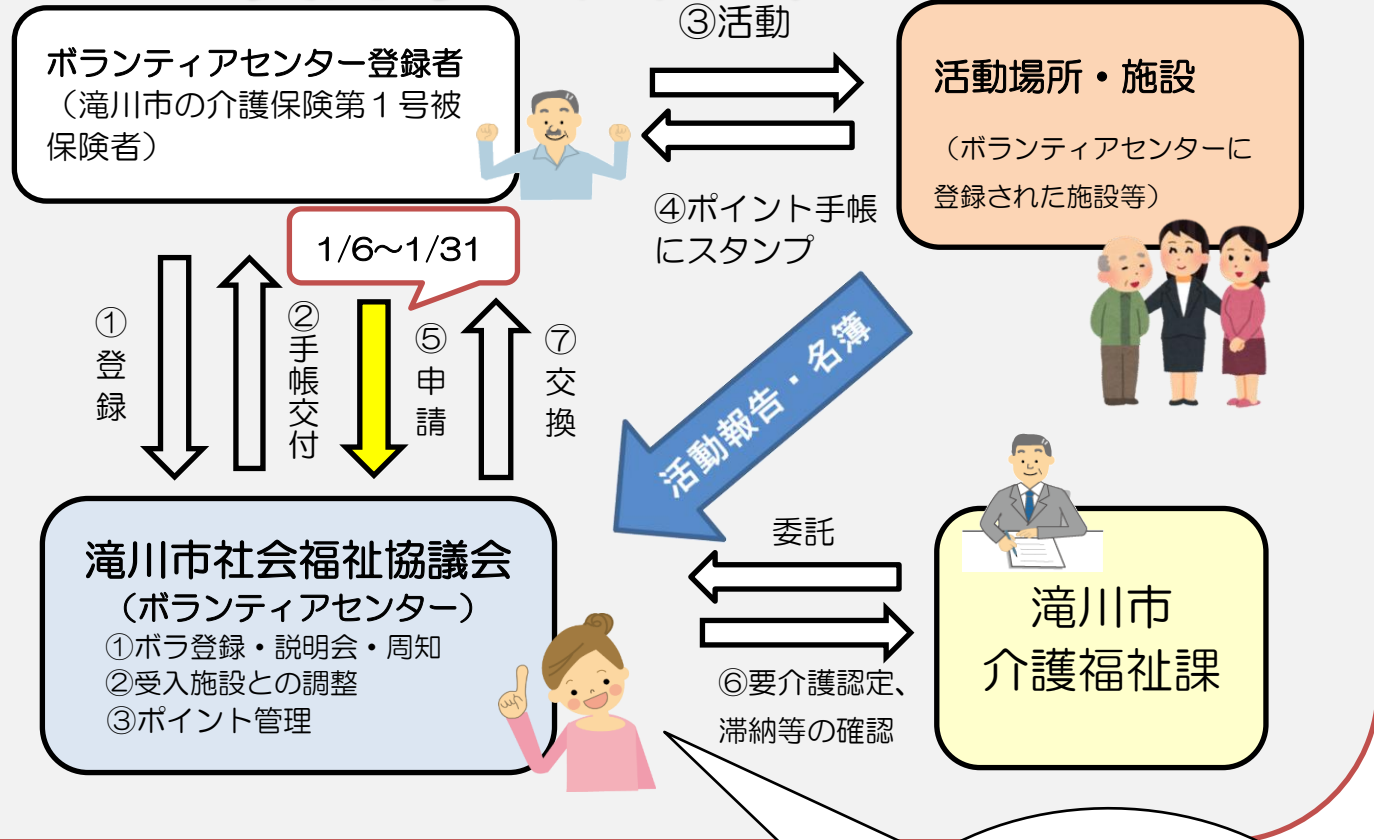 ③活動
ボランティアセンター登録者
（滝川市の介護保険第１号被
保険者）
活動場所・施設
（ボランティアセンターに
登録された施設等）
④ポイント手帳
にスタンプ
1/6～1/31
①登録
②手帳交付
⑤申請
⑦交換
活動報告・名簿
滝川市社会福祉協議会
（ボランティアセンター）
①ボラ登録・説明会・周知
②受入施設との調整
③ポイント管理
委託
⑥要介護認定、
滞納等の確認
滝川市
介護福祉課